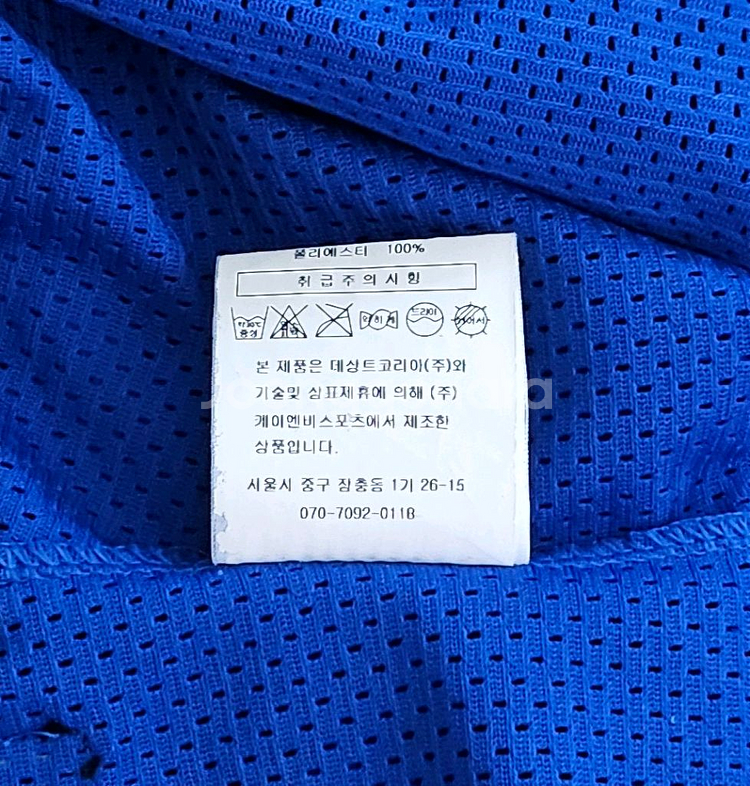 폴리에스터 100%
취급주의사항
약30℃ 중성
드라이
본 제품은 데상트코리아(주)와
기술및 상표제휴에 의해 (주)
케이엔비스포츠에서 제조한
상품입니다.
서울시 중구 장충동 1가 26-15
070-7092-0118